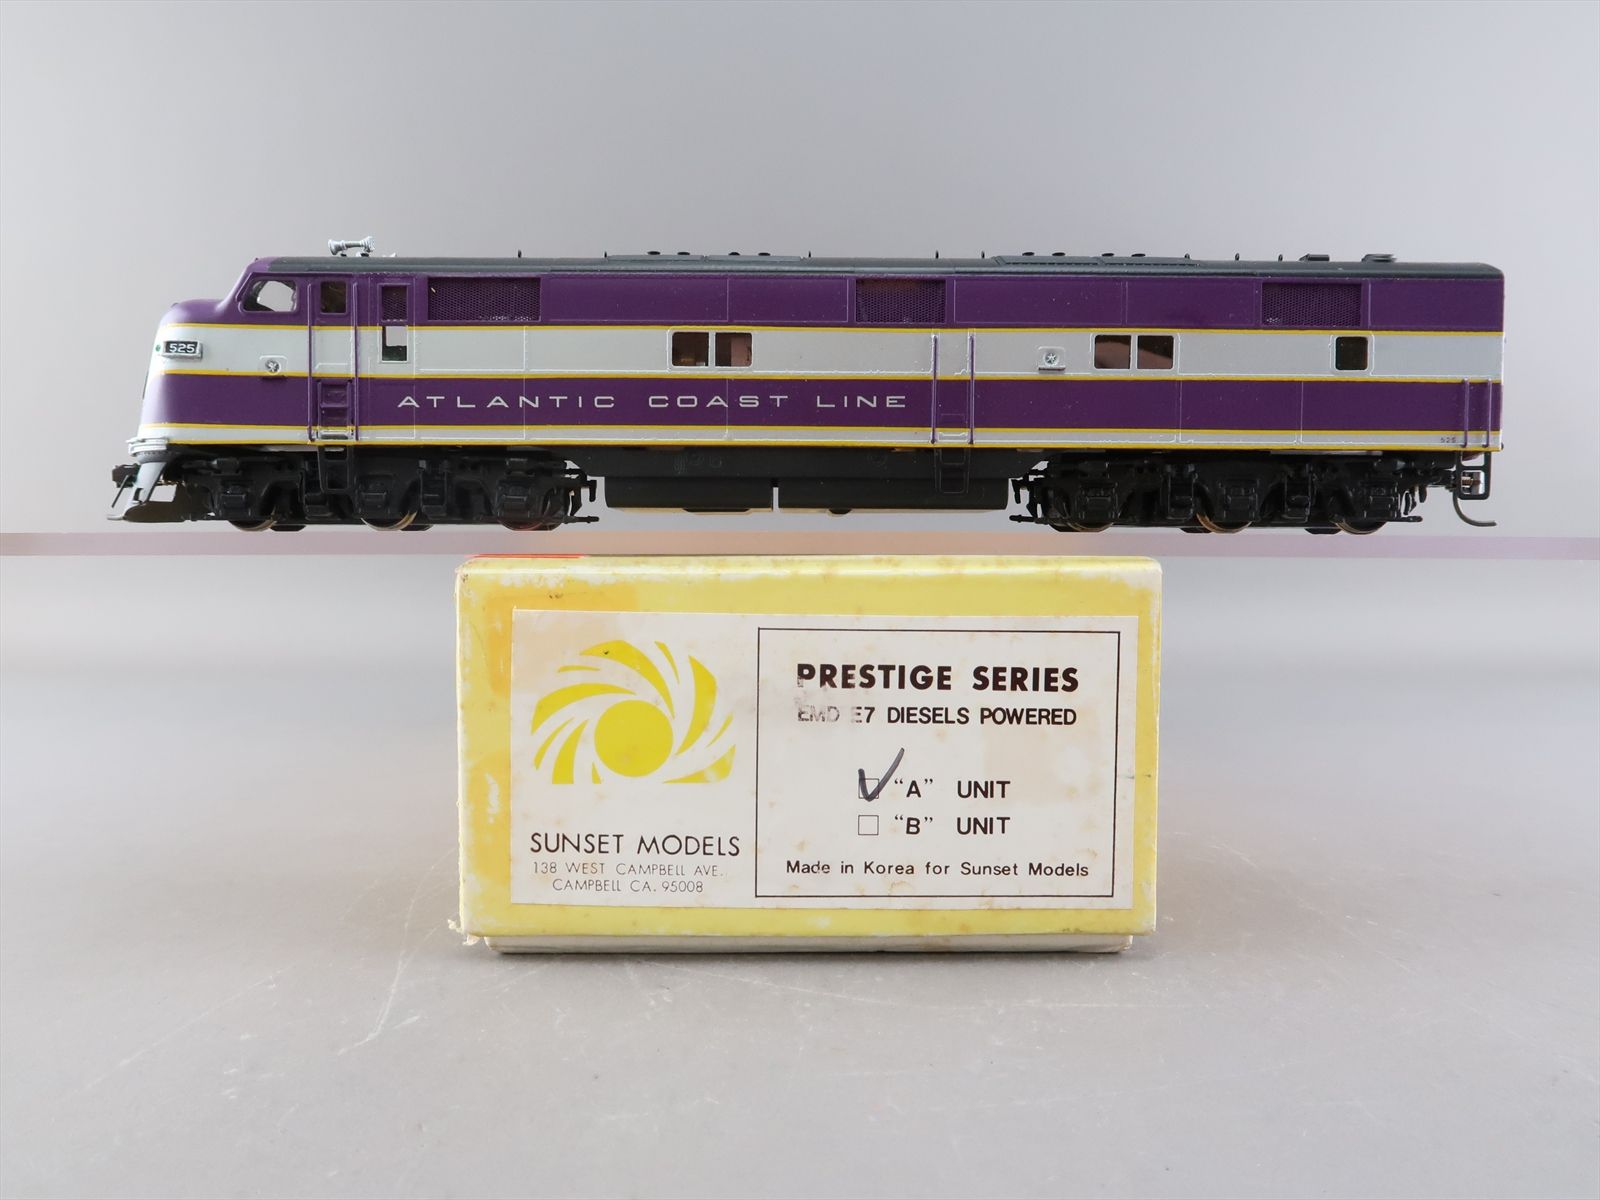 525
ATLANTIC COAST LINE
525
SUNSET MODELS
138 WEST CAMPBELL AVE.
CAMPBELL CA. 95008
PRESTIGE SERIES
EMD E7 DIESELS POWERED
"A" UNIT
"B" UNIT
Made in Korea for Sunset Models